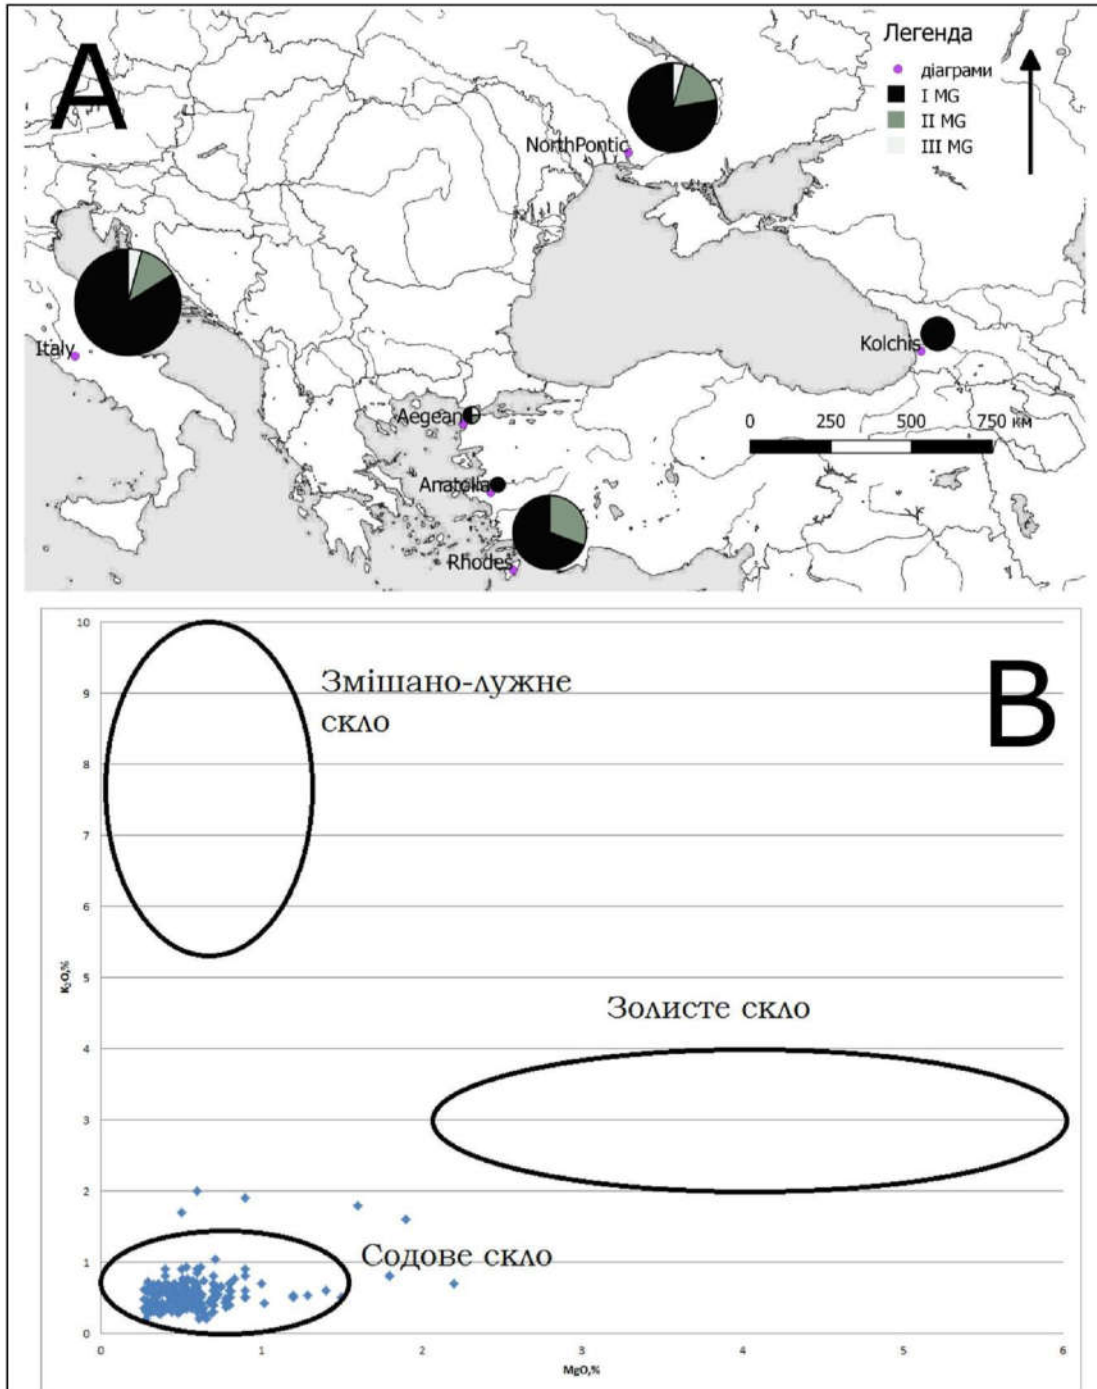 A
Легенда
діаграми
I MG
II MG
III MG
NorthPontic
Italy
Kolchis
Aegean
0 250 500 750 км
Anatolia
Rhodes
B
Змішано-лужне
скло
Золисте скло
Содове скло
K₂O,%
10
9
8
7
6
5
4
3
2
1
0
0 1 2 3 4 5 6
MgO,%